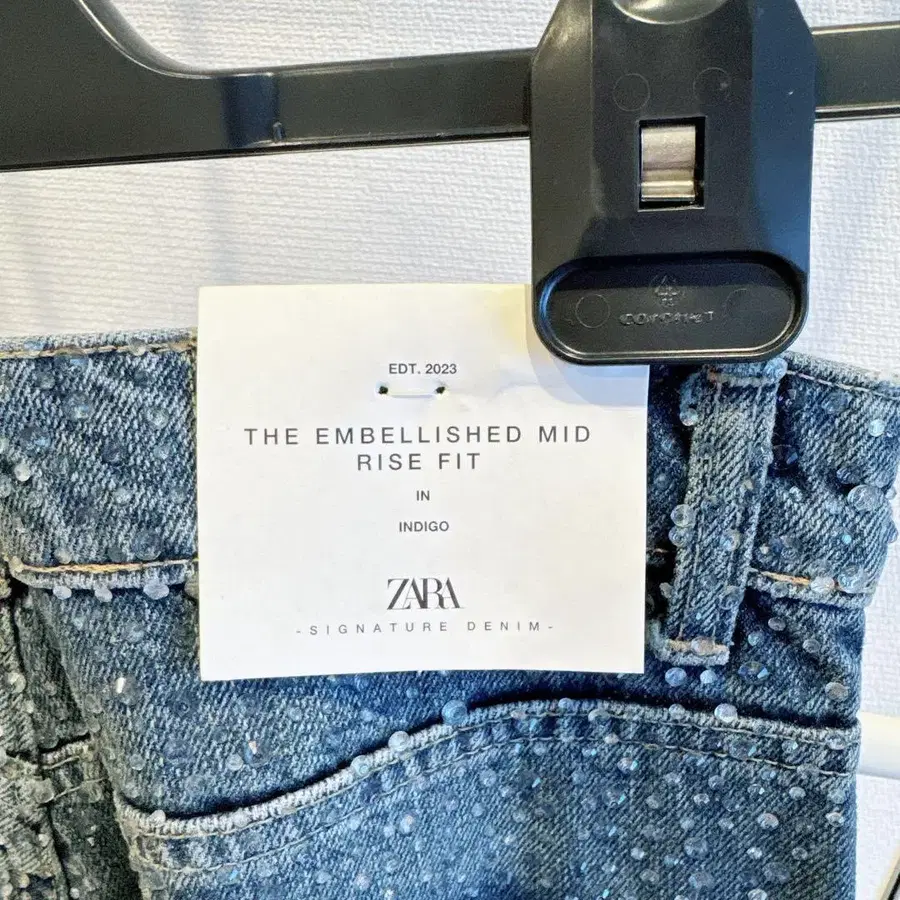 EDT. 2023
THE EMBELLISHED MID
RISE FIT
IN
INDIGO
ZARA
-SIGNATURE DENIM-